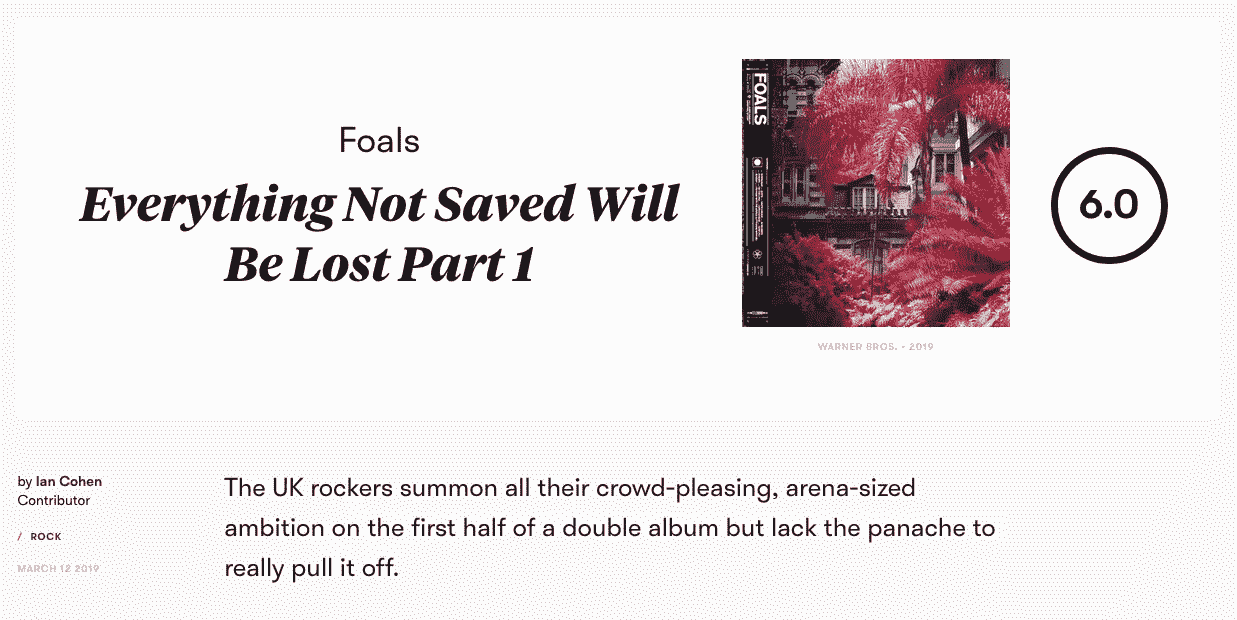 Foals
Everything Not Saved Will
Be Lost Part 1
FOALS
WARNER BROS. • 2019
6.0
by Ian Cohen
Contributor
/ ROCK
MARCH 12 2019
The UK rockers summon all their crowd-pleasing, arena-sized
ambition on the first half of a double album but lack the panache to
really pull it off.